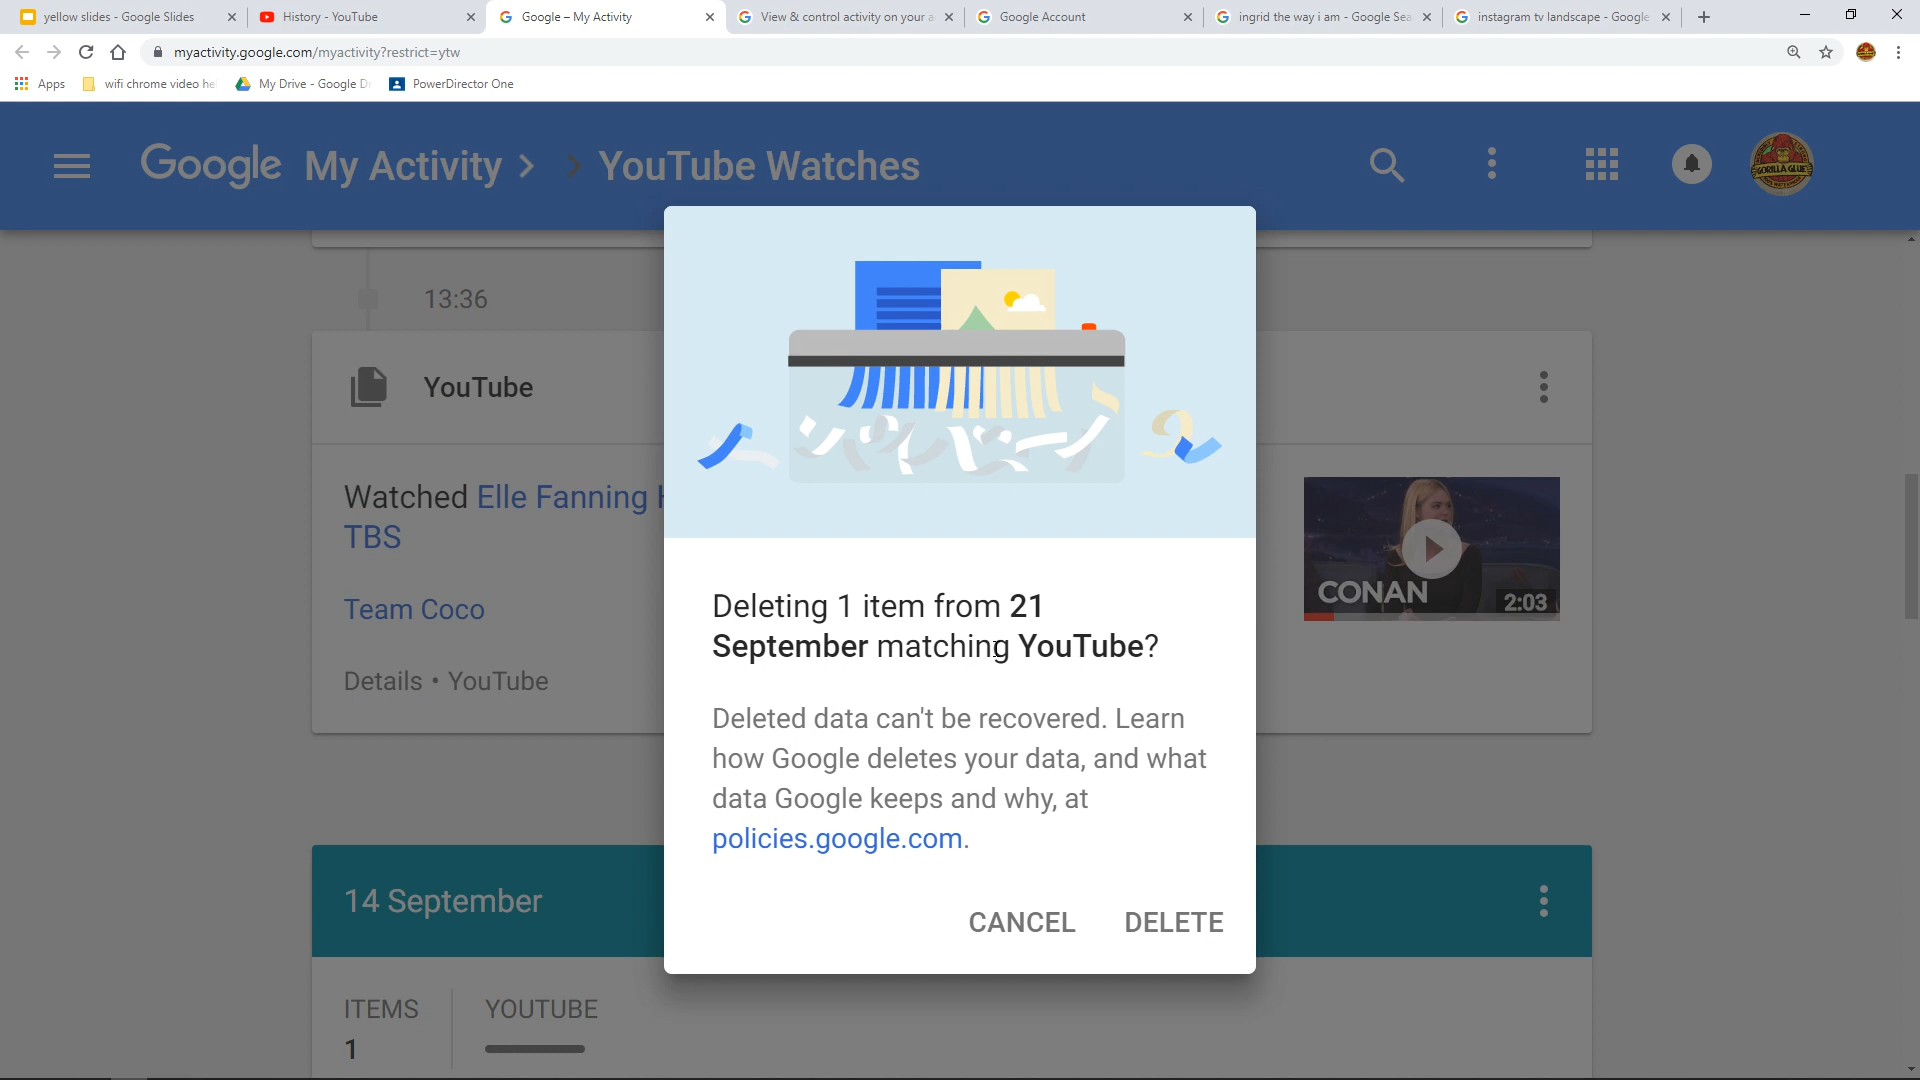 yellow slides - Google Slides
History - YouTube
Google – My Activity
View & control activity on your a
Google Account
ingrid the way i am - Google Sea
instagram tv landscape - Google
myactivity.google.com/myactivity?restrict=ytw
Apps
wifi chrome video he
My Drive - Google D
PowerDirector One
Google My Activity > > YouTube Watches
GORILLA GLUE
13:36
YouTube
Watched Elle Fanning
TBS
Team Coco
Details • YouTube
CONAN
2:03
Deleting 1 item from 21
September matching YouTube?
Deleted data can't be recovered. Learn
how Google deletes your data, and what
data Google keeps and why, at
policies.google.com.
CANCEL DELETE
14 September
ITEMS YOUTUBE
1